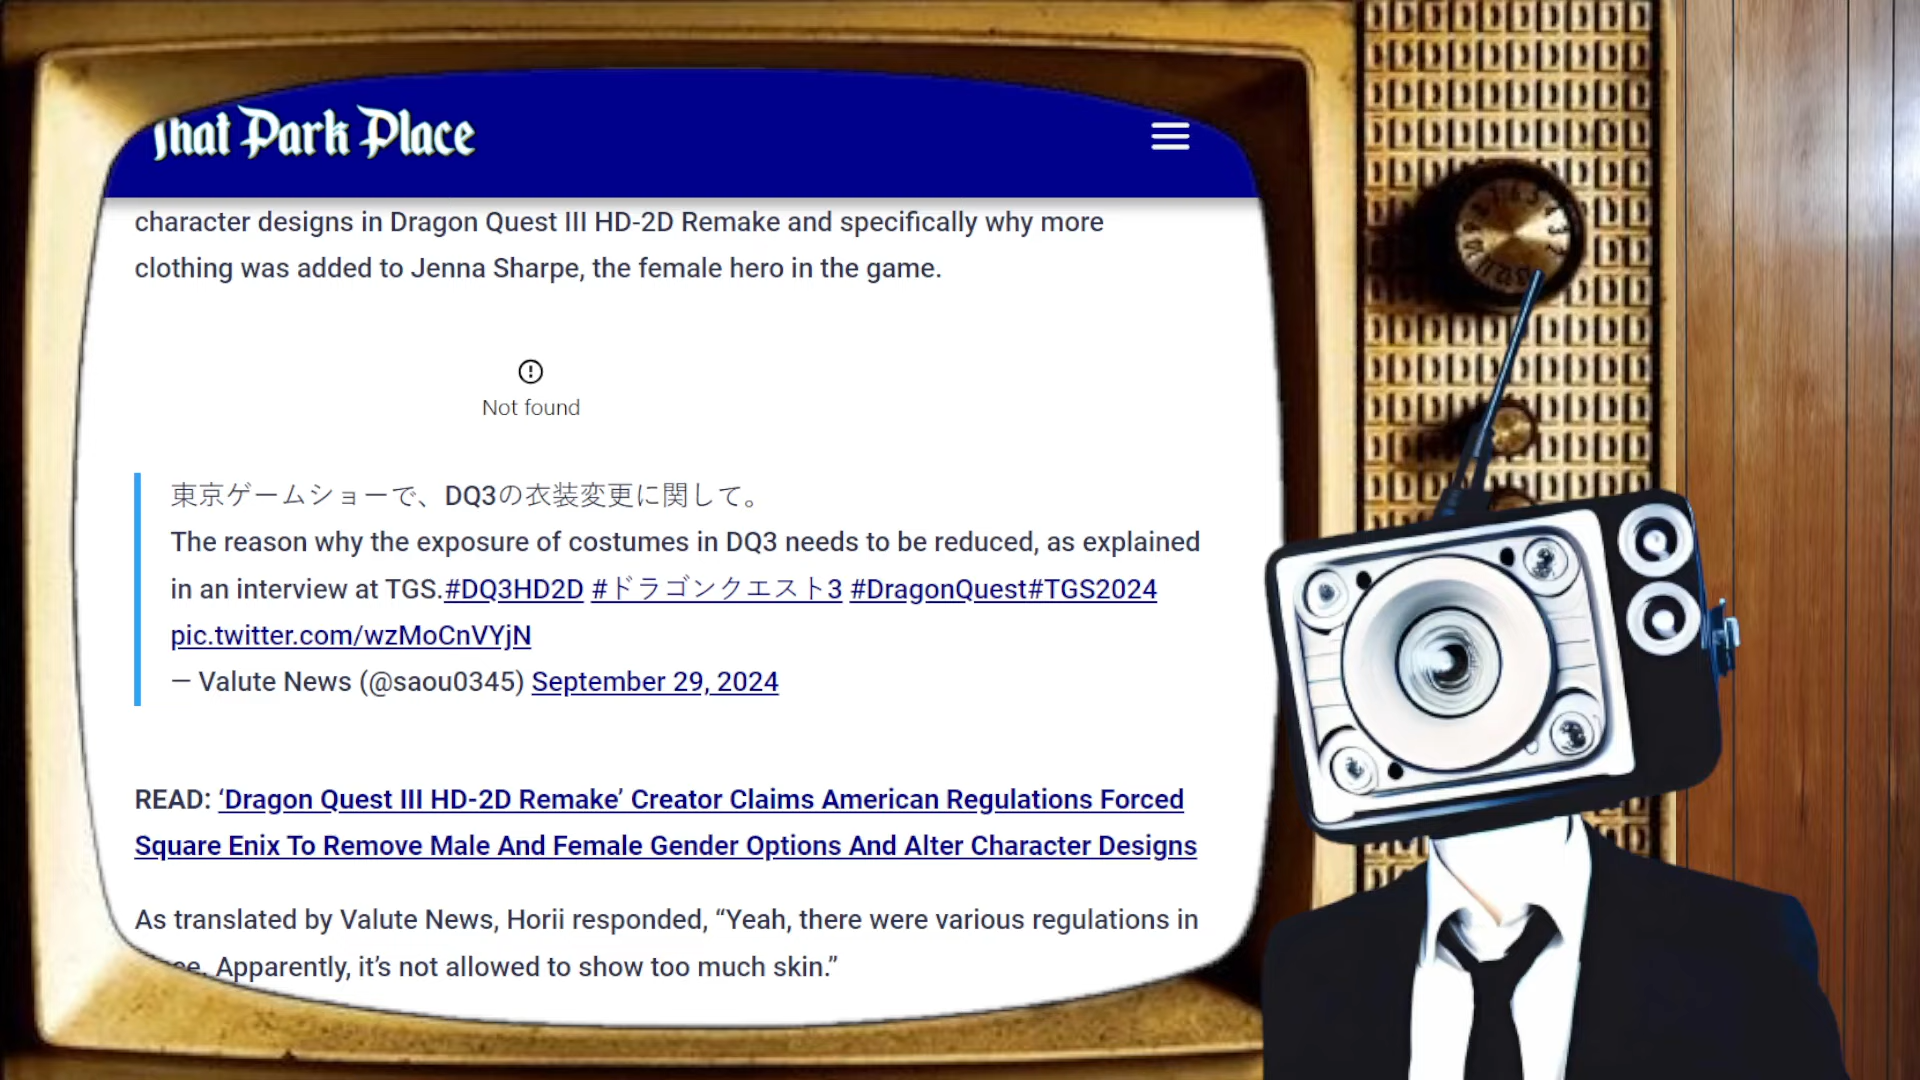 That Park Place
character designs in Dragon Quest III HD-2D Remake and specifically why more
clothing was added to Jenna Sharpe, the female hero in the game.
Not found
東京ゲームショーで、DQ3の衣装変更に関して。
The reason why the exposure of costumes in DQ3 needs to be reduced, as explained
in an interview at TGS.#DQ3HD2D #ドラゴンクエスト3 #DragonQuest#TGS2024
pic.twitter.com/wzMoCnVYjN
— Valute News (@saou0345) September 29, 2024
READ: ‘Dragon Quest III HD-2D Remake’ Creator Claims American Regulations Forced
Square Enix To Remove Male And Female Gender Options And Alter Character Designs
As translated by Valute News, Horii responded, “Yeah, there were various regulations in
Apparently, it’s not allowed to show too much skin.”